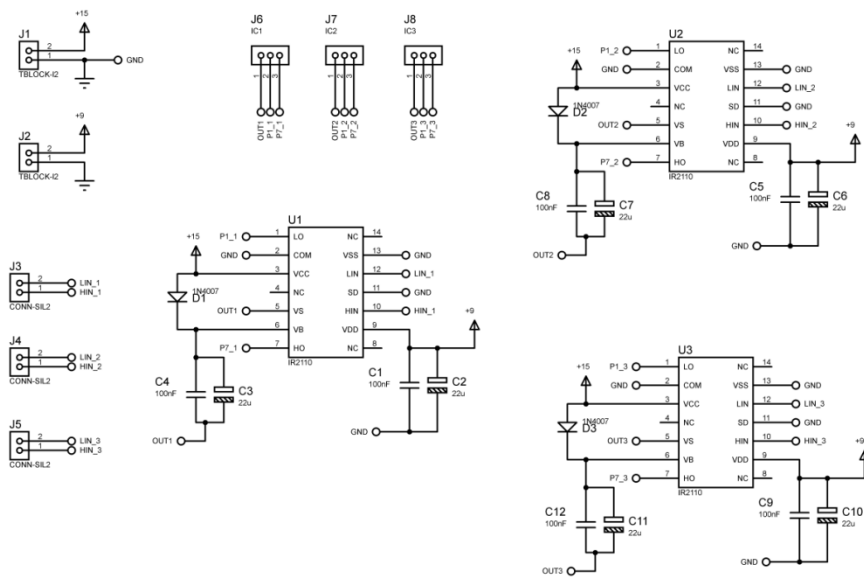 J1
+15
2
1
GND
TBLOCK-I2
J2
+9
2
1
TBLOCK-I2
J6
IC1
1
2
3
OUT1
P1_1
P7_1
J7
IC2
1
2
3
OUT2
P1_2
P7_2
J8
IC3
1
2
3
OUT3
P1_3
P7_3
U2
P1_2 1 LO NC 14
+15 GND 2 COM VSS 13 GND
3 VCC LIN 12 LIN_2
1N4007 4 NC SD 11 GND
D2
OUT2 5 VS HIN 10 HIN_2
6 VB VDD 9 +9
P7_2 7 HO NC 8
IR2110
C8
100nF
C7
22u
OUT2
C5
100nF
C6
22u
GND
U1
P1_1 1 LO NC 14
+15 GND 2 COM VSS 13 GND
3 VCC LIN 12 LIN_1
1N4007 4 NC SD 11 GND
D1
OUT1 5 VS HIN 10 HIN_1
6 VB VDD 9 +9
P7_1 7 HO NC 8
IR2110
C4
100nF
C3
22u
OUT1
C1
100nF
C2
22u
GND
J3
2 LIN_1
1 HIN_1
CONN-SIL2
J4
2 LIN_2
1 HIN_2
CONN-SIL2
J5
2 LIN_3
1 HIN_3
CONN-SIL2
U3
P1_3 1 LO NC 14
+15 GND 2 COM VSS 13 GND
3 VCC LIN 12 LIN_3
1N4007 4 NC SD 11 GND
D3
OUT3 5 VS HIN 10 HIN_3
6 VB VDD 9 +9
P7_3 7 HO NC 8
IR2110
C12
100nF
C11
22u
OUT3
C9
100nF
C10
22u
GND